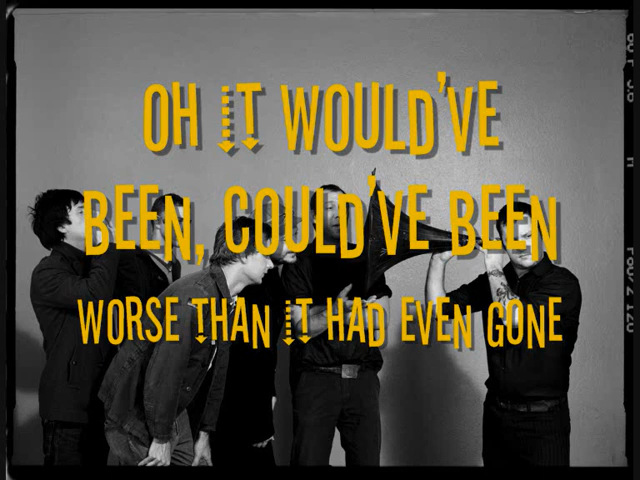 OH IT WOULD'VE
BEEN, COULD'VE BEEN
WORSE THAN IT HAD EVEN GONE